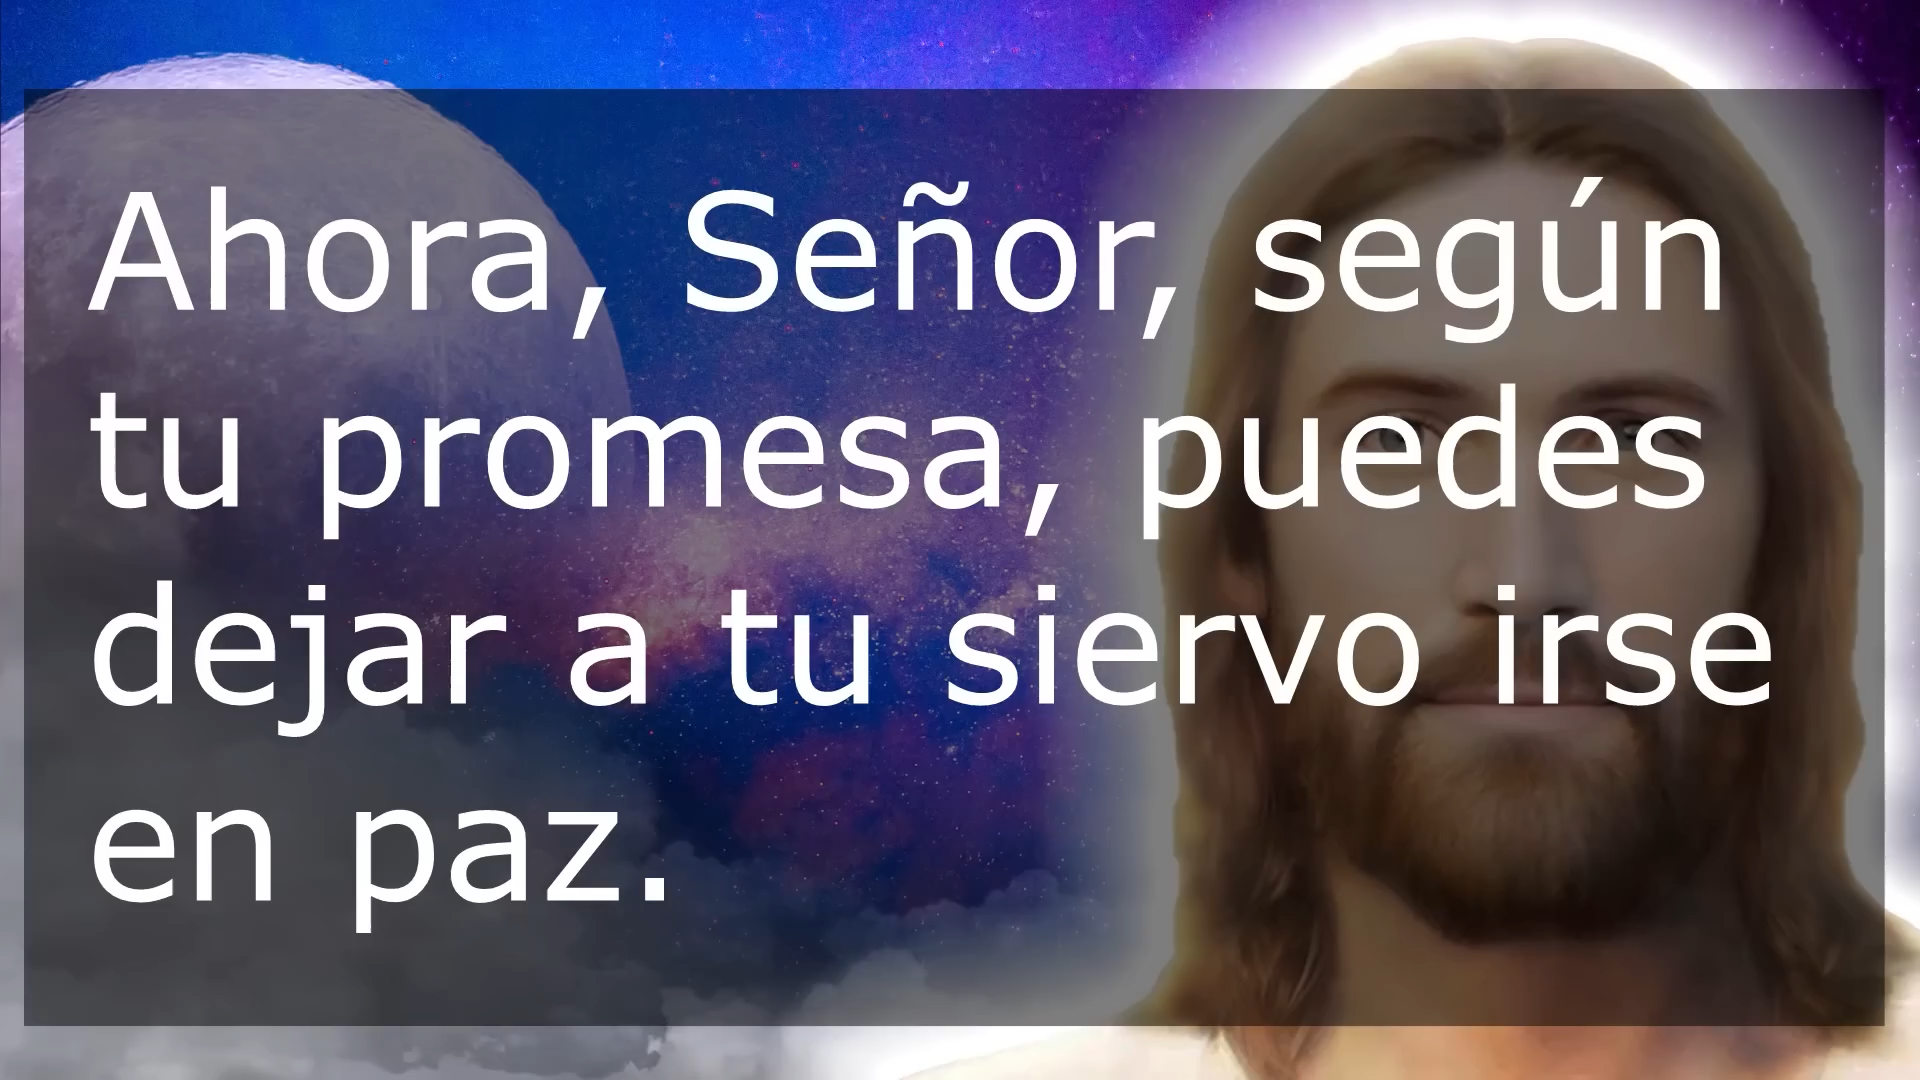 Ahora, Señor, según
tu promesa, puedes
dejar a tu siervo irse
en paz.